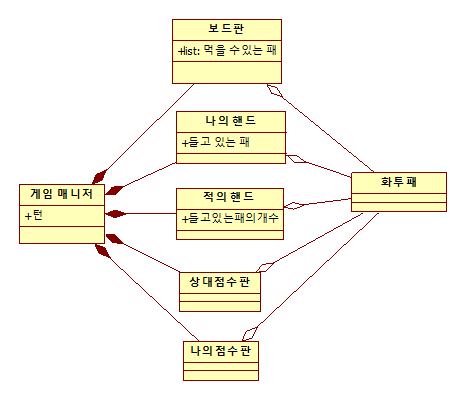 보드판
+list: 먹을 수 있는 패
나의 핸드
+들고 있는 패
게임 매니저
+턴
적의 핸드
+들고있는패의개수
화투패
상대점수판
나의점수판